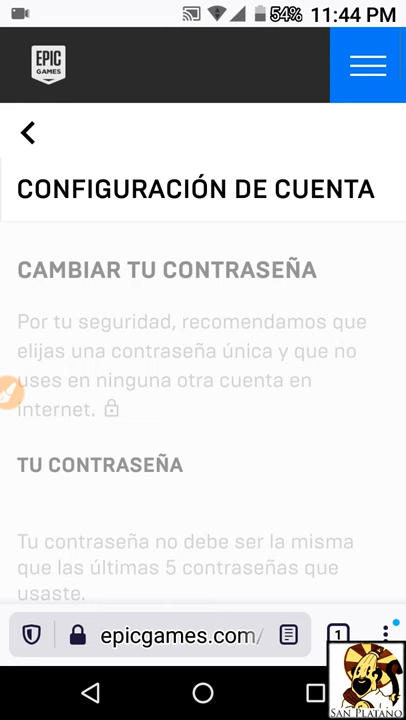 54% 11:44 PM
EPIC
GAMES
CONFIGURACIÓN DE CUENTA
CAMBIAR TU CONTRASEÑA
Por tu seguridad, recomendamos que
elijas una contraseña única y que no
uses en ninguna otra cuenta en
internet.
TU CONTRASEÑA
Tu contraseña no debe ser la misma
que las últimas 5 contraseñas que
usaste.
epicgames.com/
1
SAN PLATANO